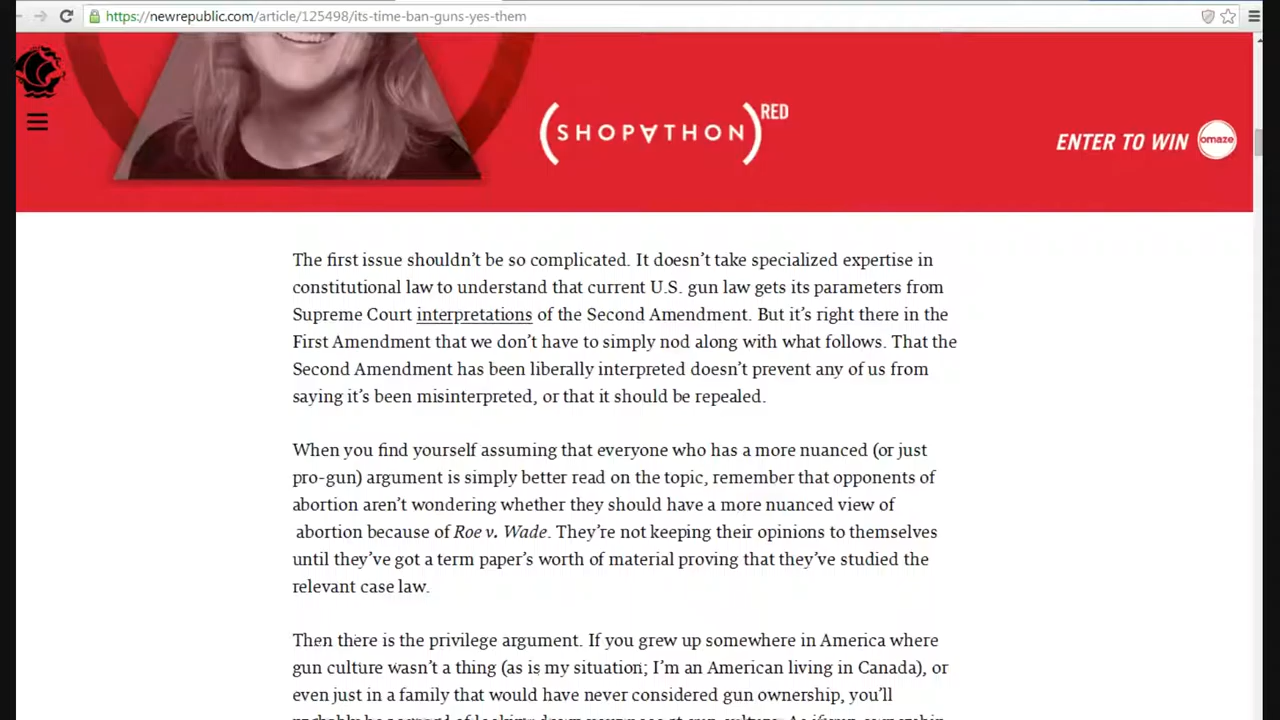 https://newrepublic.com/article/125498/its-time-ban-guns-yes-them
(SHOP∀THON)RED
ENTER TO WIN omaze
The first issue shouldn’t be so complicated. It doesn’t take specialized expertise in
constitutional law to understand that current U.S. gun law gets its parameters from
Supreme Court interpretations of the Second Amendment. But it’s right there in the
First Amendment that we don’t have to simply nod along with what follows. That the
Second Amendment has been liberally interpreted doesn’t prevent any of us from
saying it’s been misinterpreted, or that it should be repealed.
When you find yourself assuming that everyone who has a more nuanced (or just
pro-gun) argument is simply better read on the topic, remember that opponents of
abortion aren’t wondering whether they should have a more nuanced view of
abortion because of Roe v. Wade. They’re not keeping their opinions to themselves
until they’ve got a term paper’s worth of material proving that they’ve studied the
relevant case law.
Then there is the privilege argument. If you grew up somewhere in America where
gun culture wasn’t a thing (as is my situation; I’m an American living in Canada), or
even just in a family that would have never considered gun ownership, you’ll